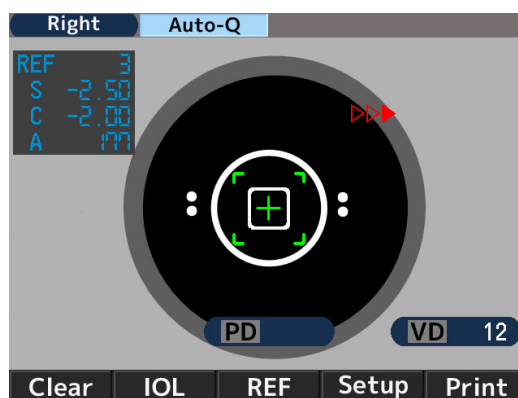 Right Auto-Q
REF 3
S -2.50
C -2.00
A 177
PD VD 12
Clear IOL REF Setup Print